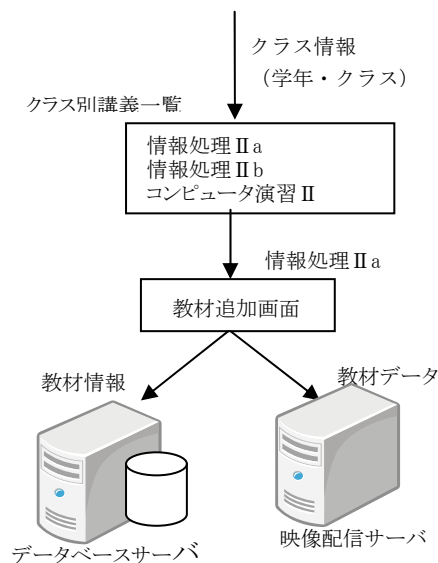 クラス情報
（学年・クラス）
クラス別講義一覧
情報処理Ⅱa
情報処理Ⅱb
コンピュータ演習Ⅱ
情報処理Ⅱa
教材追加画面
教材情報
教材データ
データベースサーバ
映像配信サーバ